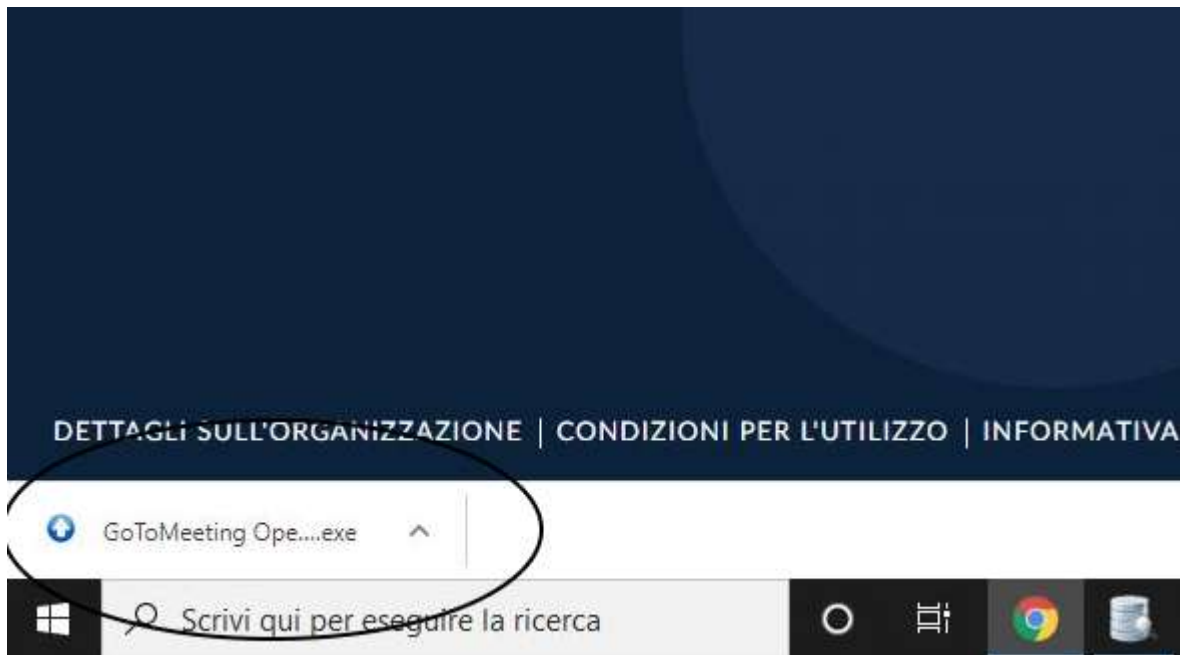 DETTAGLI SULL'ORGANIZZAZIONE | CONDIZIONI PER L'UTILIZZO | INFORMATIVA
GoToMeeting Ope....exe
Scrivi qui per eseguire la ricerca